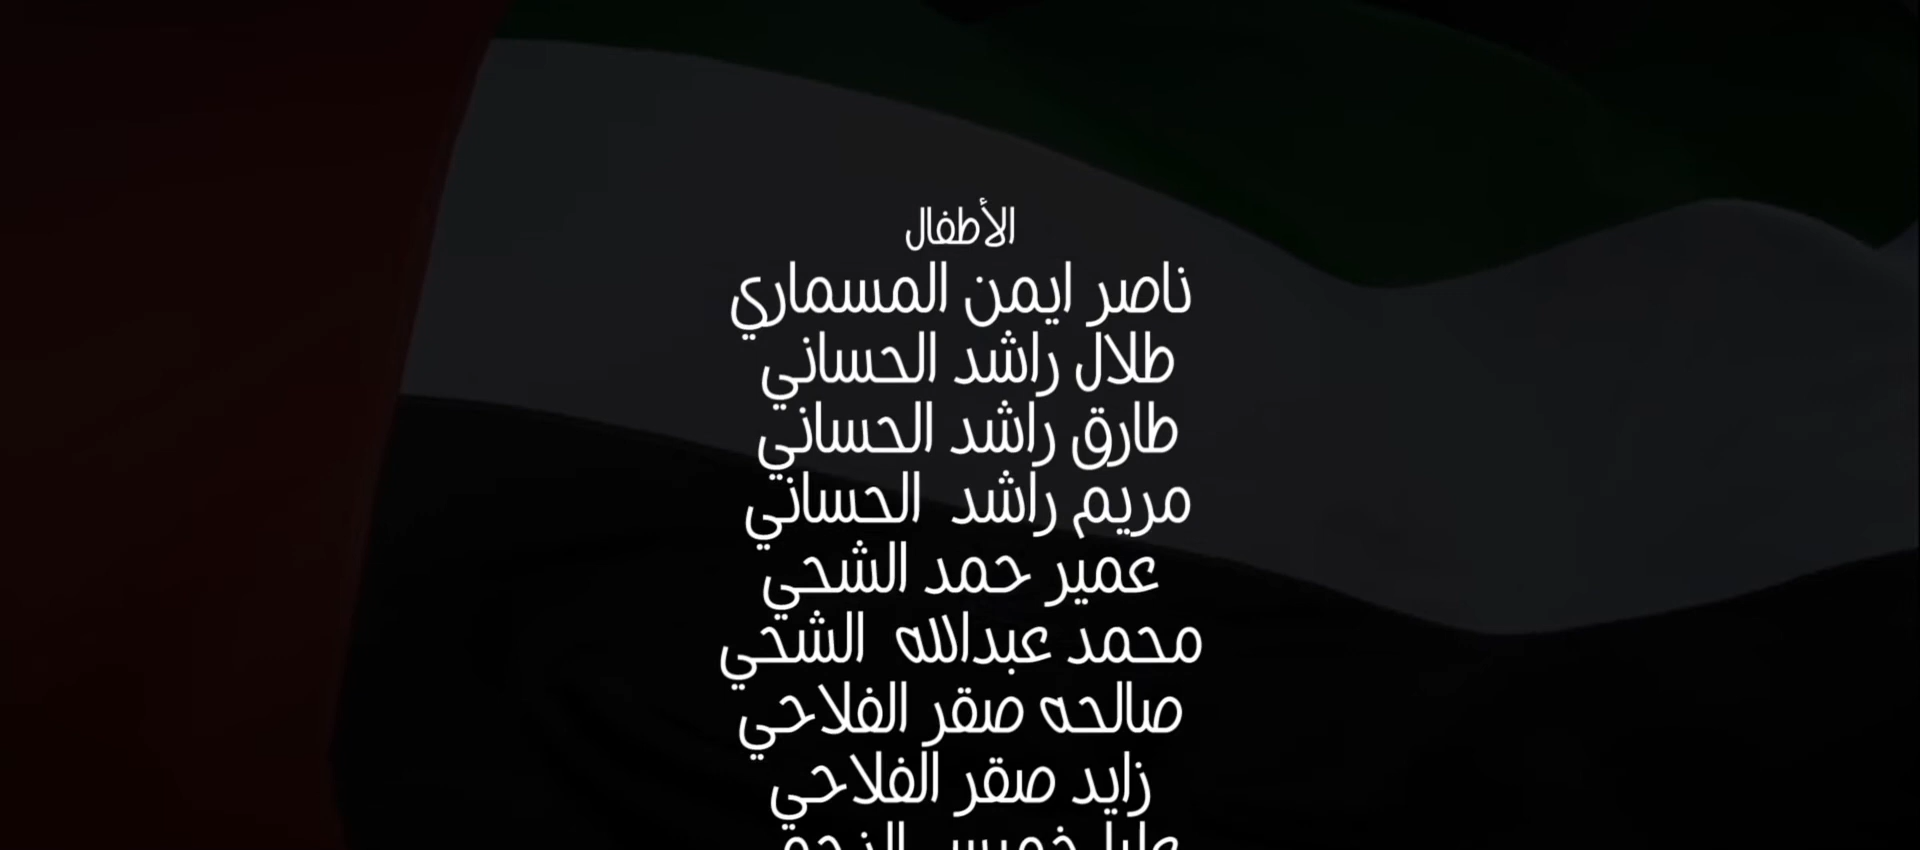 الأطفال
ناصر ايمن المسماري
طلال راشد الحساني
طارق راشد الحساني
مريم راشد الحساني
عمير حمد الشحي
محمد عبدالله الشحي
صالحه صقر الفلاحي
زايد صقر الفلاحي
خميس